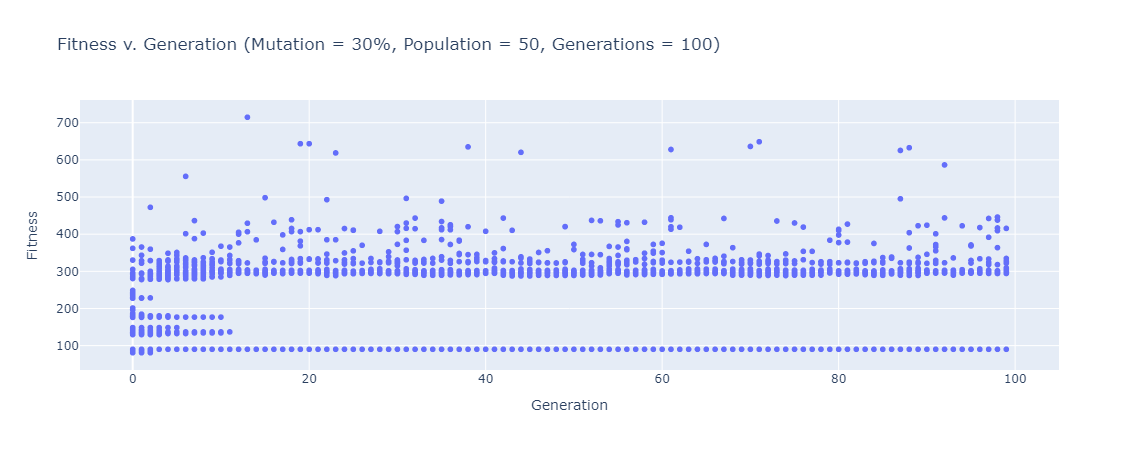 Fitness v. Generation (Mutation = 30%, Population = 50, Generations = 100)
700
600
500
400
300
200
100
Fitness
0 20 40 60 80 100
Generation